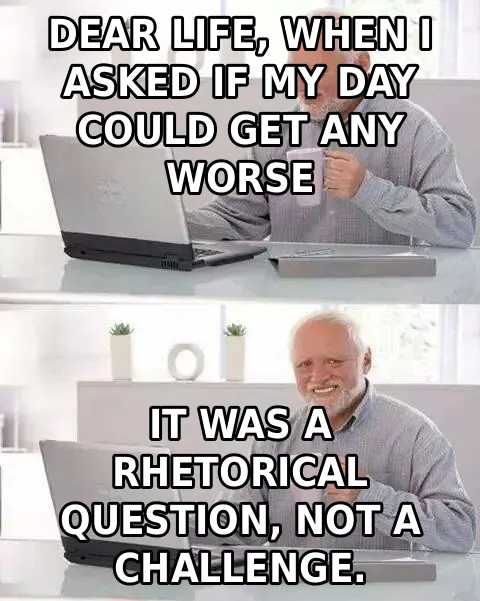 DEAR LIFE, WHEN I
ASKED IF MY DAY
COULD GET ANY
WORSE
IT WAS A
RHETORICAL
QUESTION, NOT A
CHALLENGE.